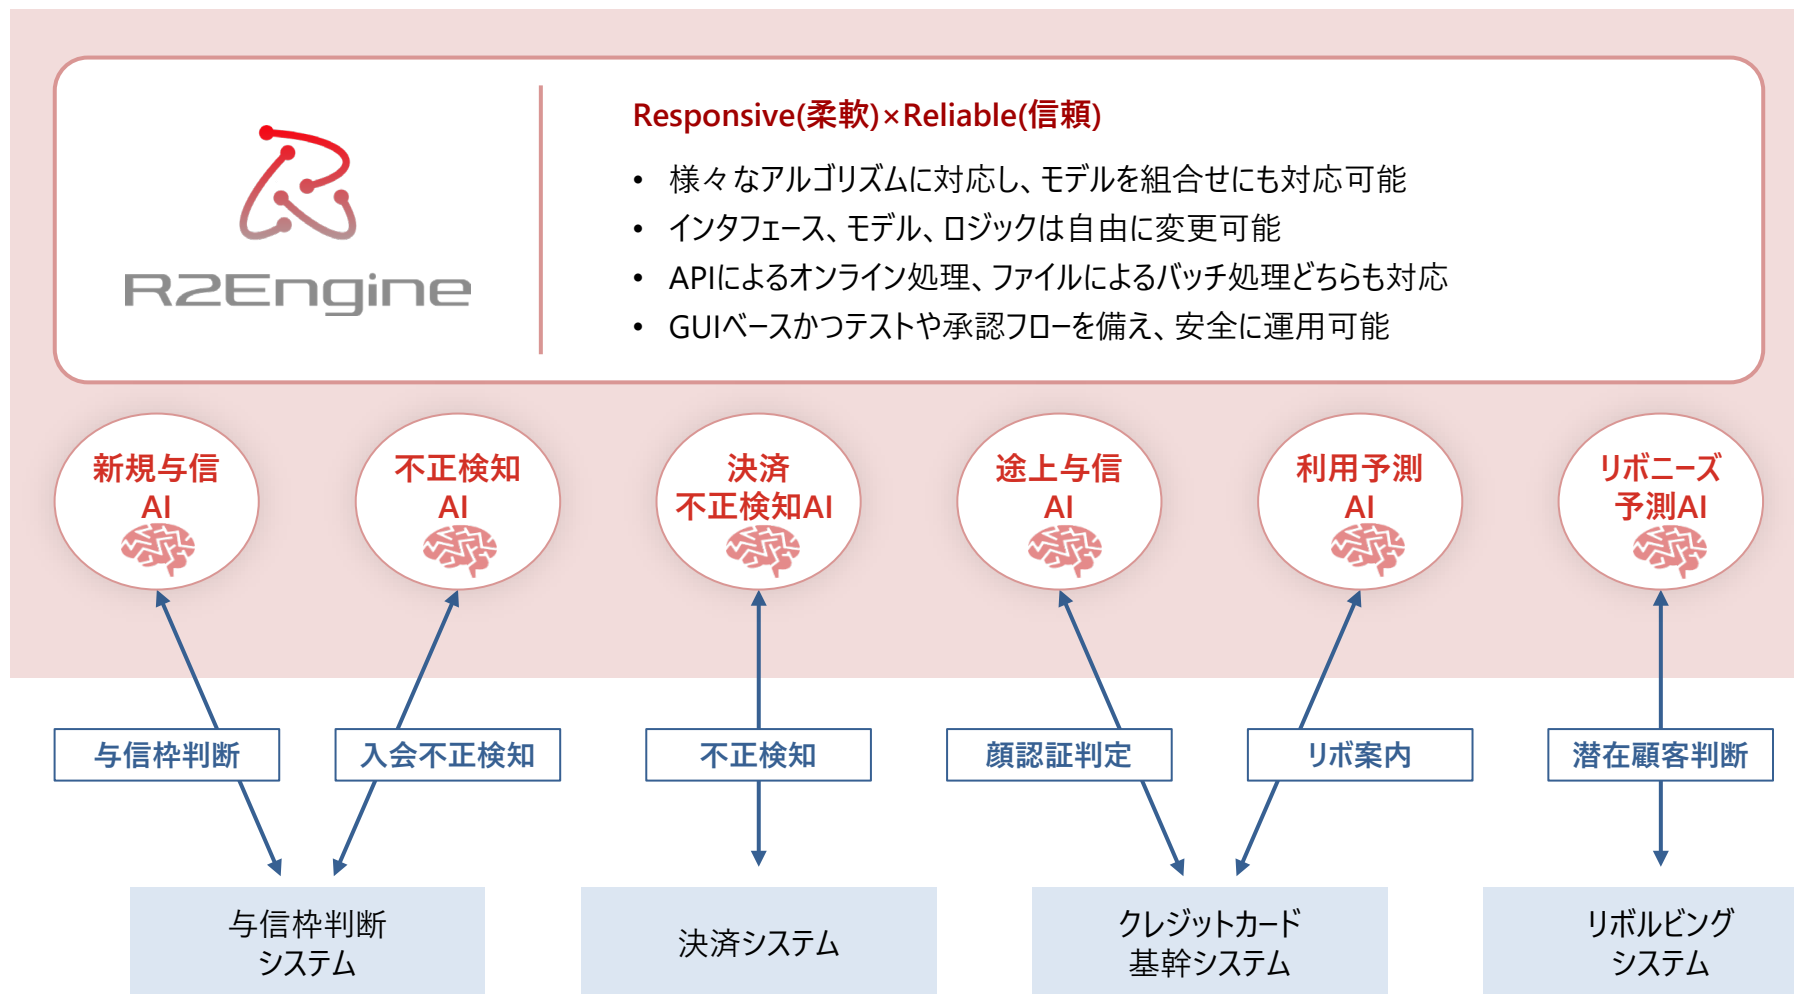 R2Engine
Responsive(柔軟)×Reliable(信頼)
• 様々なアルゴリズムに対応し、モデルを組合せにも対応可能
• インタフェース、モデル、ロジックは自由に変更可能
• APIによるオンライン処理、ファイルによるバッチ処理どちらも対応
• GUIベースかつテストや承認フローを備え、安全に運用可能
新規与信
AI
不正検知
AI
決済
不正検知AI
途上与信
AI
利用予測
AI
リボニーズ
予測AI
与信枠判断
入会不正検知
不正検知
顔認証判定
リボ案内
潜在顧客判断
与信枠判断
システム
決済システム
クレジットカード
基幹システム
リボルビング
システム